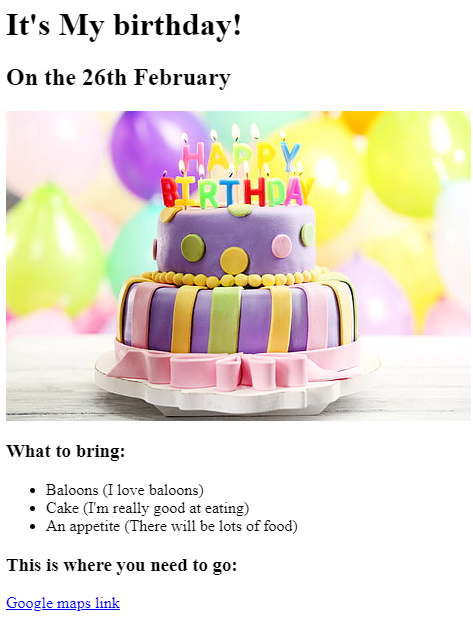 It's My birthday!
On the 26th February
HAPPY
BIRTHDAY
What to bring:
Baloons (I love baloons)
Cake (I'm really good at eating)
An appetite (There will be lots of food)
This is where you need to go:
Google maps link